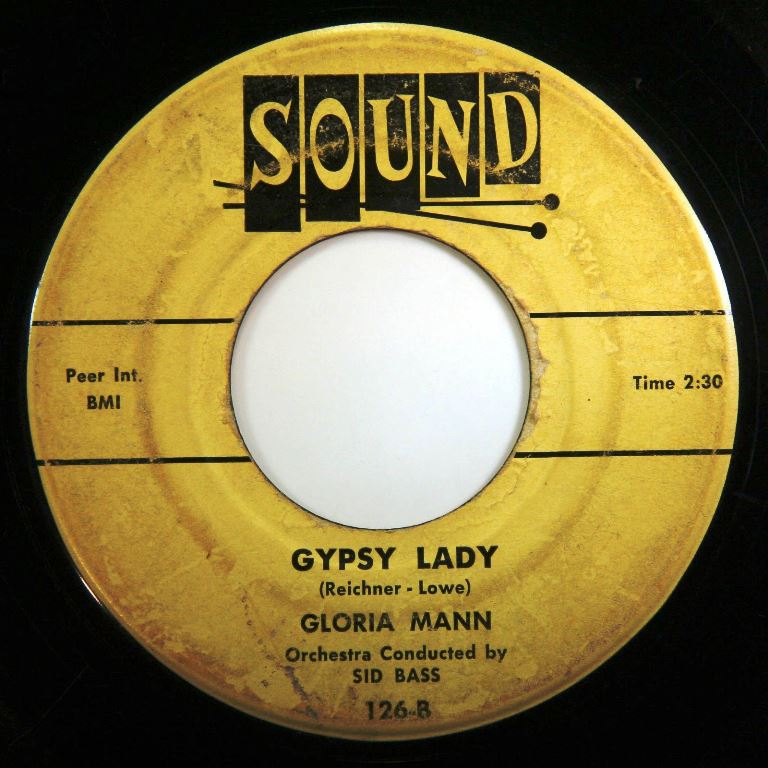 SOUND
Peer Int.
BMI
Time 2:30
GYPSY LADY
(Reichner - Lowe)
GLORIA MANN
Orchestra Conducted by
SID BASS
126-B